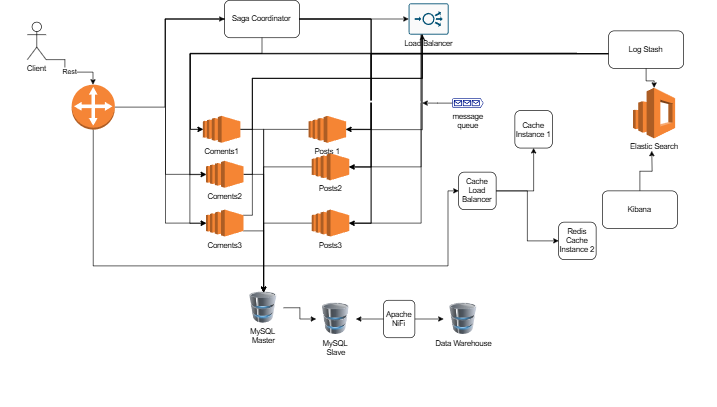 Saga Coordinator
Load Balancer
Log Stash
Client
Rest
message
queue
Cache
Instance 1
Coments1
Posts 1
Elastic Search
Coments2
Posts2
Cache
Load
Balancer
Kibana
Coments3
Posts3
Redis
Cache
Instance 2
MySQL
Master
MySQL
Slave
Apache
NiFi
Data Warehouse